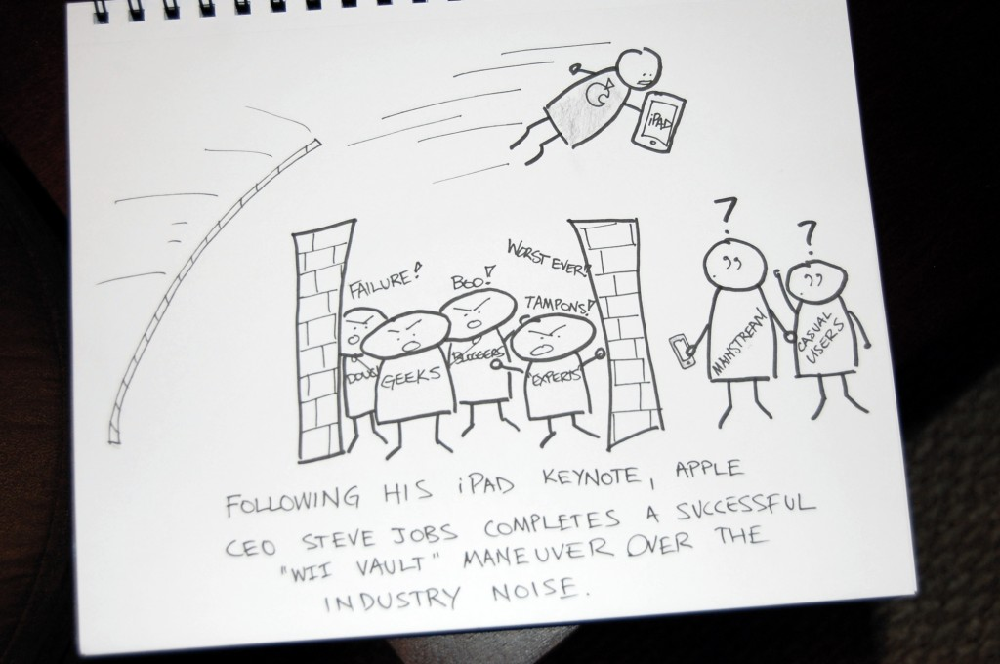 iPAD
?
?
FAILURE!
BOO!
WORST EVER!
TAMPONS!
GEEKS
BLOGGERS
"EXPERTS
MAINSTREAM
CASUAL
USERS
FOLLOWING HIS iPAD KEYNOTE, APPLE
CEO STEVE JOBS COMPLETES A SUCCESSFUL
"WII VAULT" MANEUVER OVER THE
INDUSTRY NOISE.